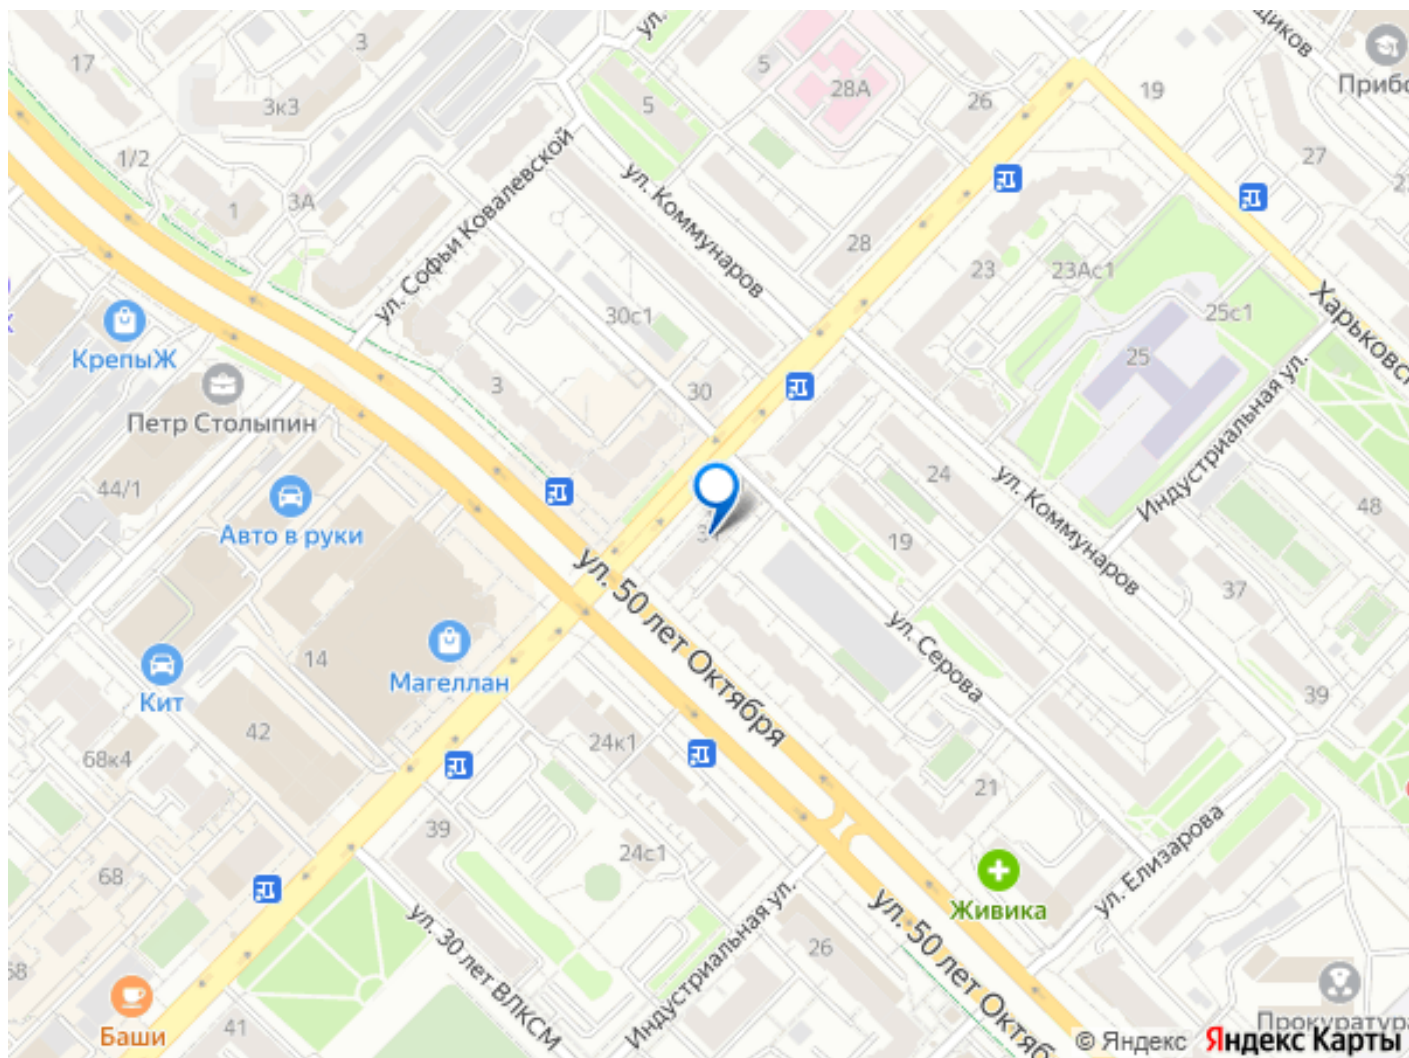 17
3
3к3
5
ул.
5
28А
26
19
щиков
Прибо
1/2
1
3А
ул. Софьи Ковалевской
ул. Коммунаров
27
28
23
23Ас1
25с1
Харьковс
КрепыЖ
30с1
25
3
30
Петр Столыпин
Индустриальная ул.
44/1
24
ул. Коммунаров
48
Авто в руки
19
ул. 50 лет Октября
37
ул. Серова
14
Магеллан
Кит
39
42
68к4
24к1
21
39
24с1
ул. Елизарова
68
Живика
ул. 30 лет ВЛКСМ
Индустриальная ул.
26
ул. 50 лет Октяб
Баши
41
Прокуратура
© Яндекс Яндекс Карты